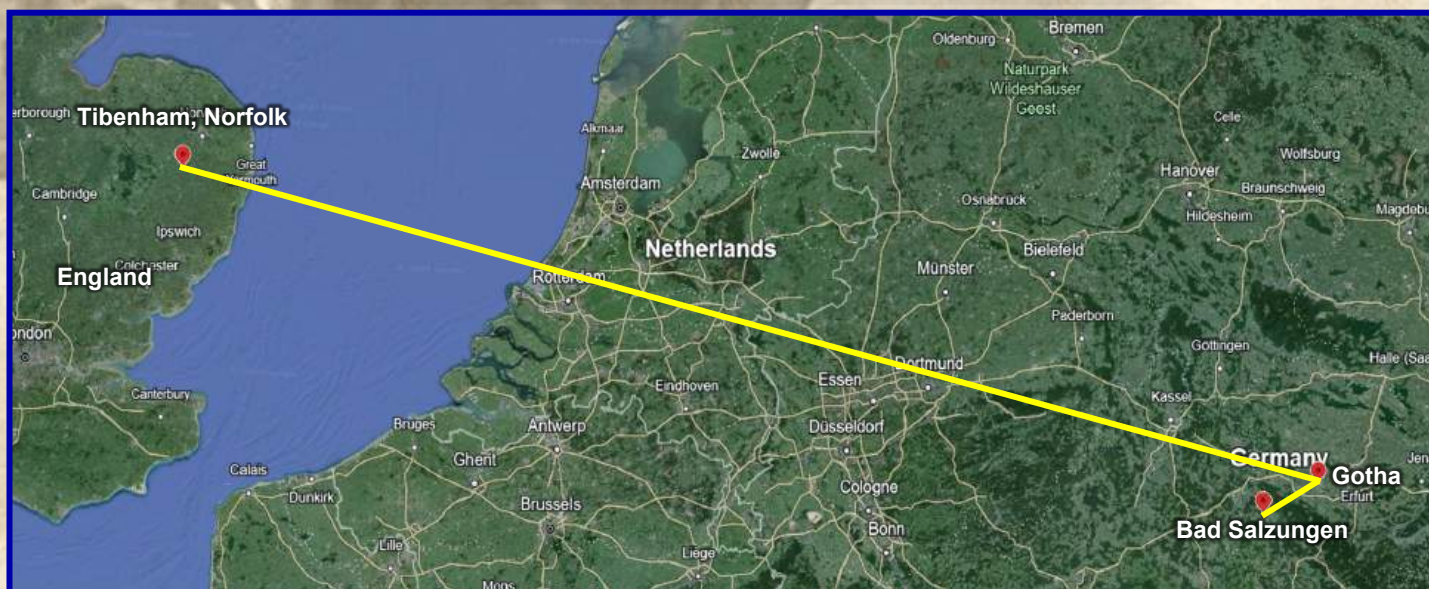 Bremen
Oldenburg
Naturpark
Wildeshauser
Geest
erborough
Tibenham, Norfolk
Celle
Alkmaar
Zwolle
Wolfsburg
Great
Yarmouth
Hanover
Amsterdam
Braunschweig
Cambridge
Osnabrück
Hildesheim
Magdebu
Ipswich
Netherlands
Bielefeld
Colchester
England
Münster
Rotterdam
Paderborn
ondon
Göttingen
Halle (Saa
Dortmund
Essen
Eindhoven
Canterbury
Kassel
Bruges
Antwerp
Düsseldorf
Ghent
Germany
Jen
Calais
Gotha
Cologne
Dunkirk
Erfurt
Brussels
Bad Salzungen
Bonn
Lille
Liege
Mons